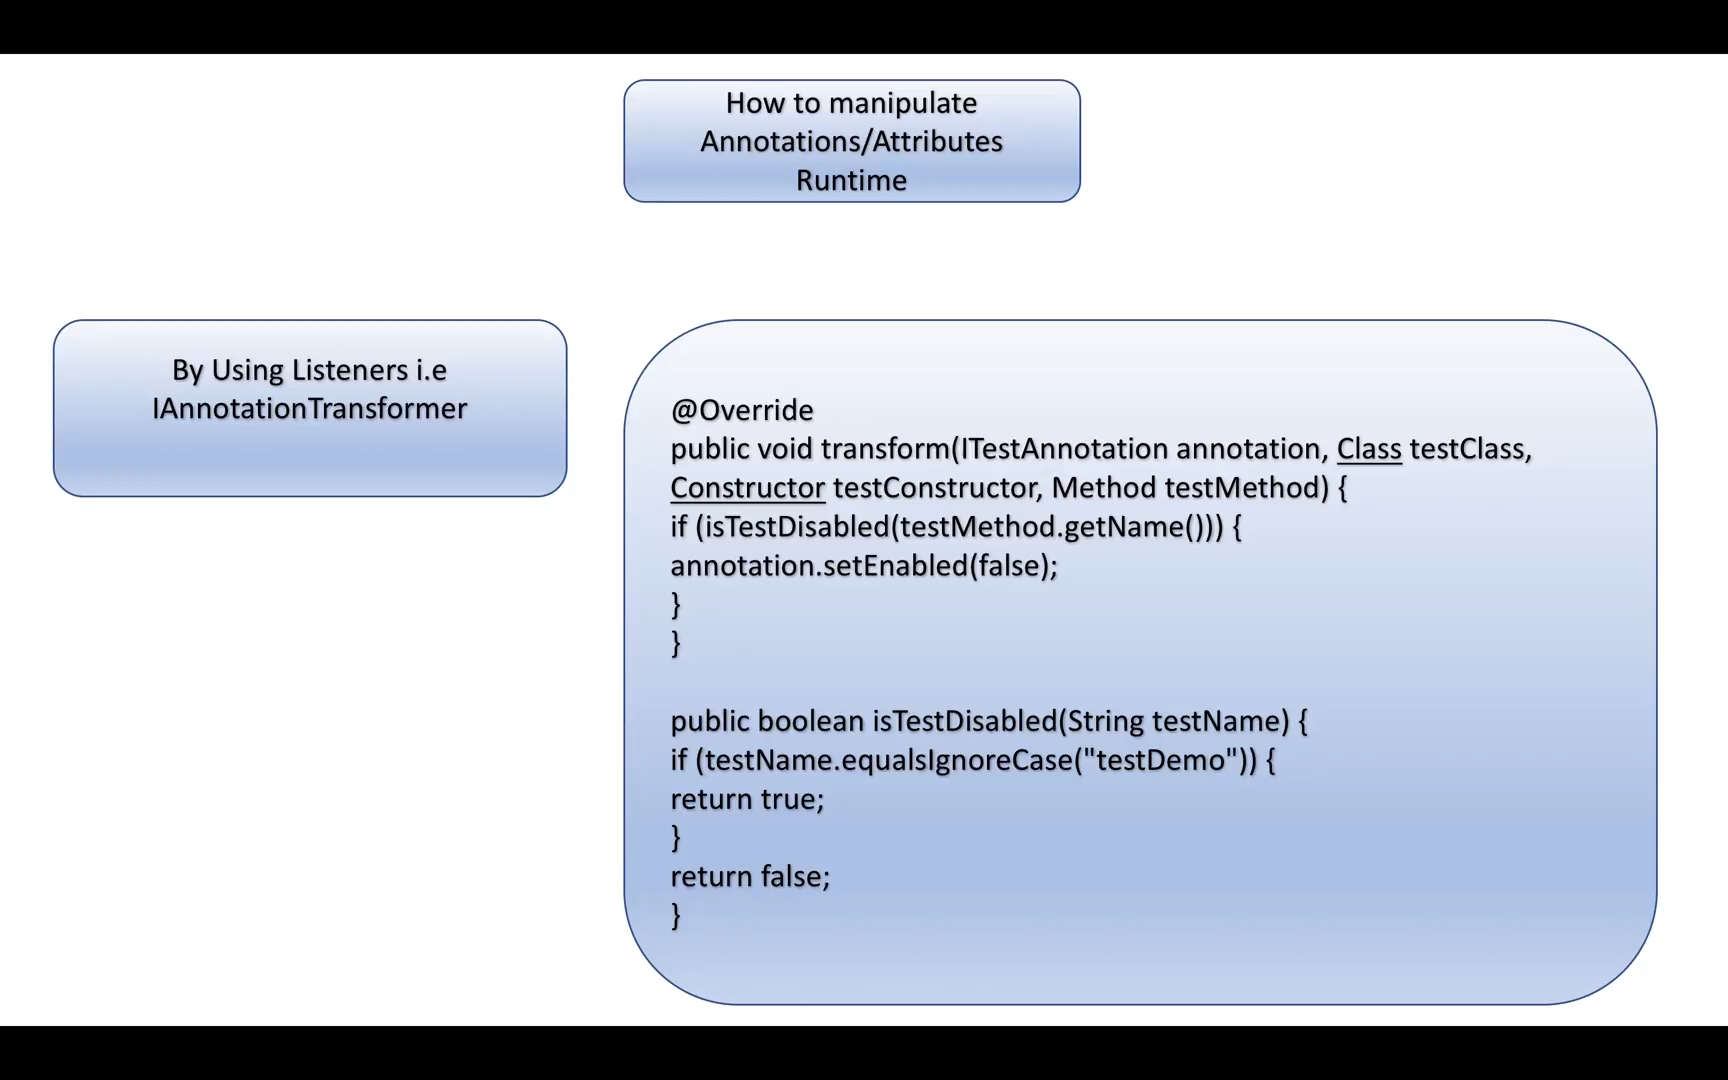 How to manipulate
Annotations/Attributes
Runtime
By Using Listeners i.e
IAnnotationTransformer
@Override
public void transform(ITestAnnotation annotation, Class testClass,
Constructor testConstructor, Method testMethod) {
if (isTestDisabled(testMethod.getName())) {
annotation.setEnabled(false);
}
}
public boolean isTestDisabled(String testName) {
if (testName.equalsIgnoreCase("testDemo")) {
return true;
}
return false;
}